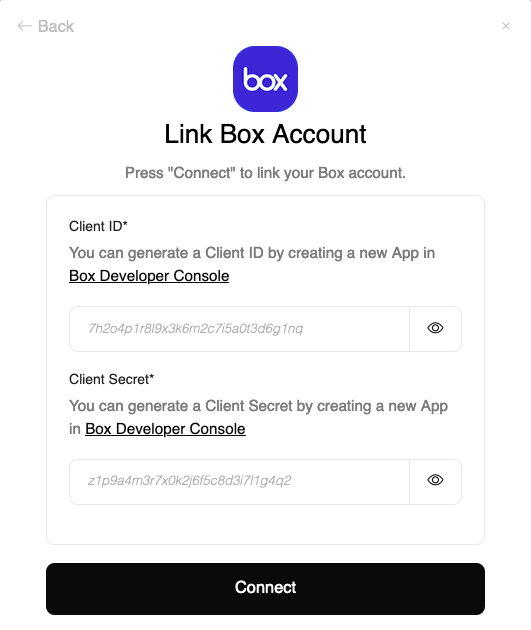 ← Back
×
box
Link Box Account
Press "Connect" to link your Box account.
Client ID*
You can generate a Client ID by creating a new App in
Box Developer Console
7h2o4p1r8l9x3k6m2c7i5a0t3d6g1nq
Client Secret*
You can generate a Client Secret by creating a new App
in Box Developer Console
z1p9a4m3r7x0k2j6f5c8d3i7l1g4q2
Connect